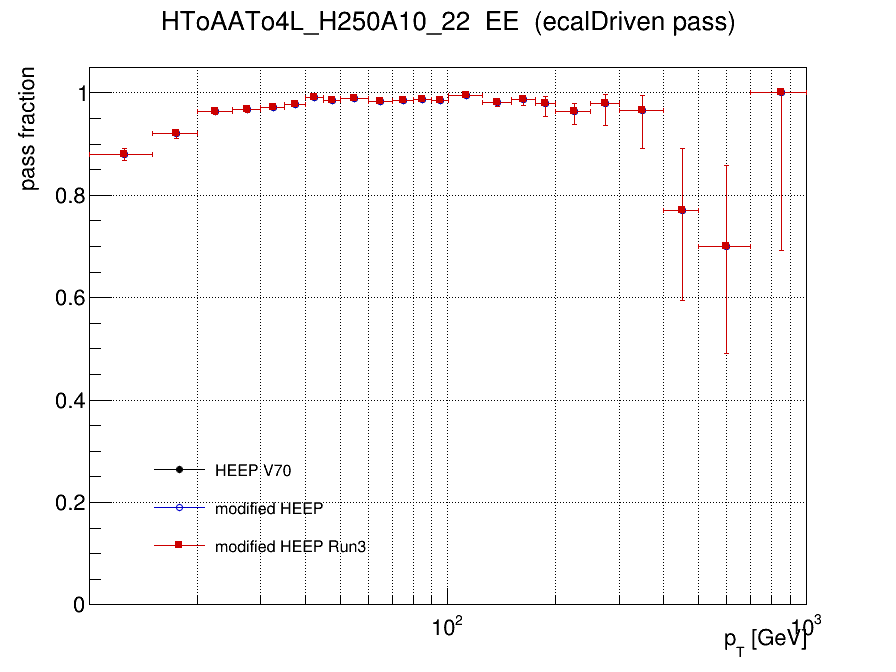 HToAATo4L_H250A10_22 EE (ecalDriven pass)
pass fraction
1
0.8
0.6
0.4
0.2
0
HEEP V70
modified HEEP
modified HEEP Run3
10²
10³
p_T [GeV]